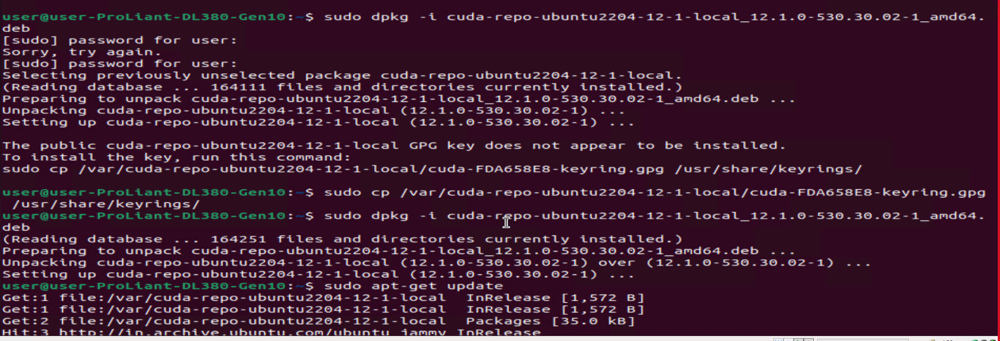 user@user-ProLiant-DL380-Gen10:~$ sudo dpkg -i cuda-repo-ubuntu2204-12-1-local_12.1.0-530.30.02-1_amd64.
deb
[sudo] password for user:
Sorry, try again.
[sudo] password for user:
Selecting previously unselected package cuda-repo-ubuntu2204-12-1-local.
(Reading database ... 164111 files and directories currently installed.)
Preparing to unpack cuda-repo-ubuntu2204-12-1-local_12.1.0-530.30.02-1_amd64.deb ...
Unpacking cuda-repo-ubuntu2204-12-1-local (12.1.0-530.30.02-1) ...
Setting up cuda-repo-ubuntu2204-12-1-local (12.1.0-530.30.02-1) ...
The public cuda-repo-ubuntu2204-12-1-local GPG key does not appear to be installed.
To install the key, run this command:
sudo cp /var/cuda-repo-ubuntu2204-12-1-local/cuda-FDA658E8-keyring.gpg /usr/share/keyrings/
user@user-ProLiant-DL380-Gen10:~$ sudo cp /var/cuda-repo-ubuntu2204-12-1-local/cuda-FDA658E8-keyring.gpg
/usr/share/keyrings/
user@user-ProLiant-DL380-Gen10:~$ sudo dpkg -i cuda-repo-ubuntu2204-12-1-local_12.1.0-530.30.02-1_amd64.
deb
(Reading database ... 164251 files and directories currently installed.)
Preparing to unpack cuda-repo-ubuntu2204-12-1-local_12.1.0-530.30.02-1_amd64.deb ...
Unpacking cuda-repo-ubuntu2204-12-1-local (12.1.0-530.30.02-1) over (12.1.0-530.30.02-1) ...
Setting up cuda-repo-ubuntu2204-12-1-local (12.1.0-530.30.02-1) ...
user@user-ProLiant-DL380-Gen10:~$ sudo apt-get update
Get:1 file:/var/cuda-repo-ubuntu2204-12-1-local  InRelease [1,572 B]
Get:1 file:/var/cuda-repo-ubuntu2204-12-1-local  InRelease [1,572 B]
Get:2 file:/var/cuda-repo-ubuntu2204-12-1-local  Packages [35.0 kB]
Hit:3 http://in.archive.ubuntu.com/ubuntu jammy InRelease